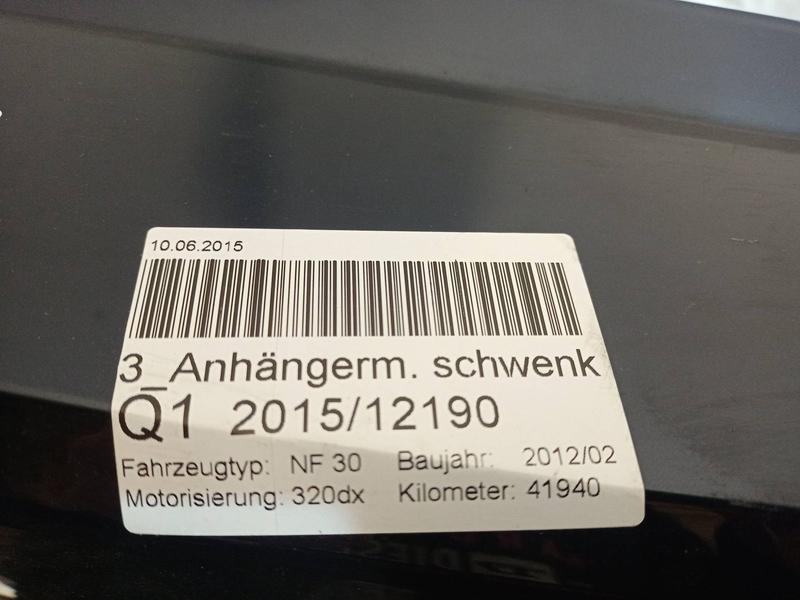 10.06.2015
3_Anhängerm. schwenk
Q1 2015/12190
Fahrzeugtyp: NF 30 Baujahr: 2012/02
Motorisierung: 320dx Kilometer: 41940